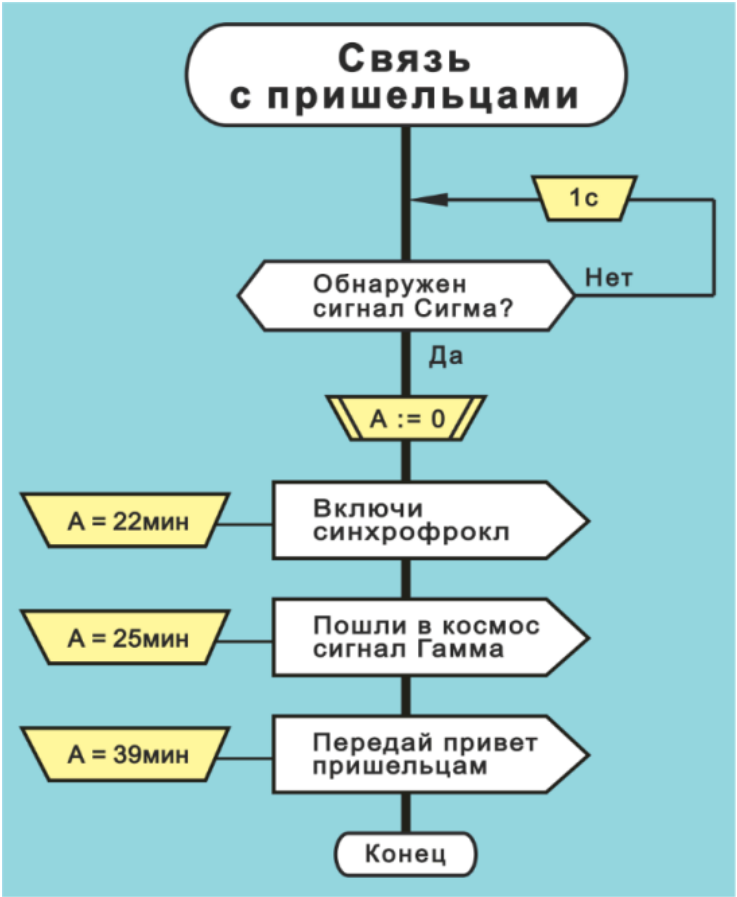 Связь
с пришельцами
1с
Обнаружен
сигнал Сигма?
Нет
Да
А := 0
А = 22мин
Включи
синхрофрокл
А = 25мин
Пошли в космос
сигнал Гамма
А = 39мин
Передай привет
пришельцам
Конец